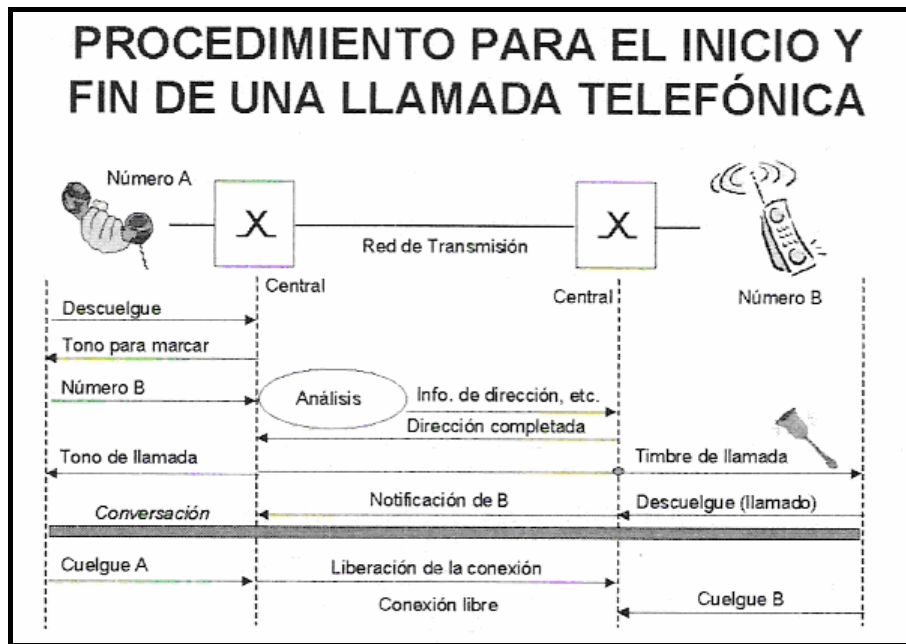 PROCEDIMIENTO PARA EL INICIO Y
FIN DE UNA LLAMADA TELEFÓNICA
Número A
X
Red de Transmisión
X
Central
Central
Número B
Descuelgue
Tono para marcar
Número B
Análisis
Info. de dirección, etc.
Dirección completada
Tono de llamada
Timbre de llamada
Notificación de B
Descuelgue (llamado)
Conversación
Cuelgue A
Liberación de la conexión
Conexión libre
Cuelgue B